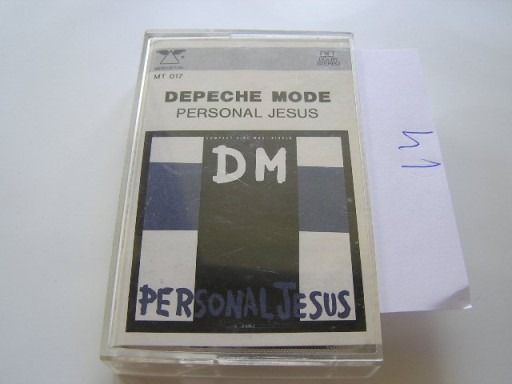 MT 017
DEPECHE MODE
PERSONAL JESUS
DM
PERSONAL JESUS